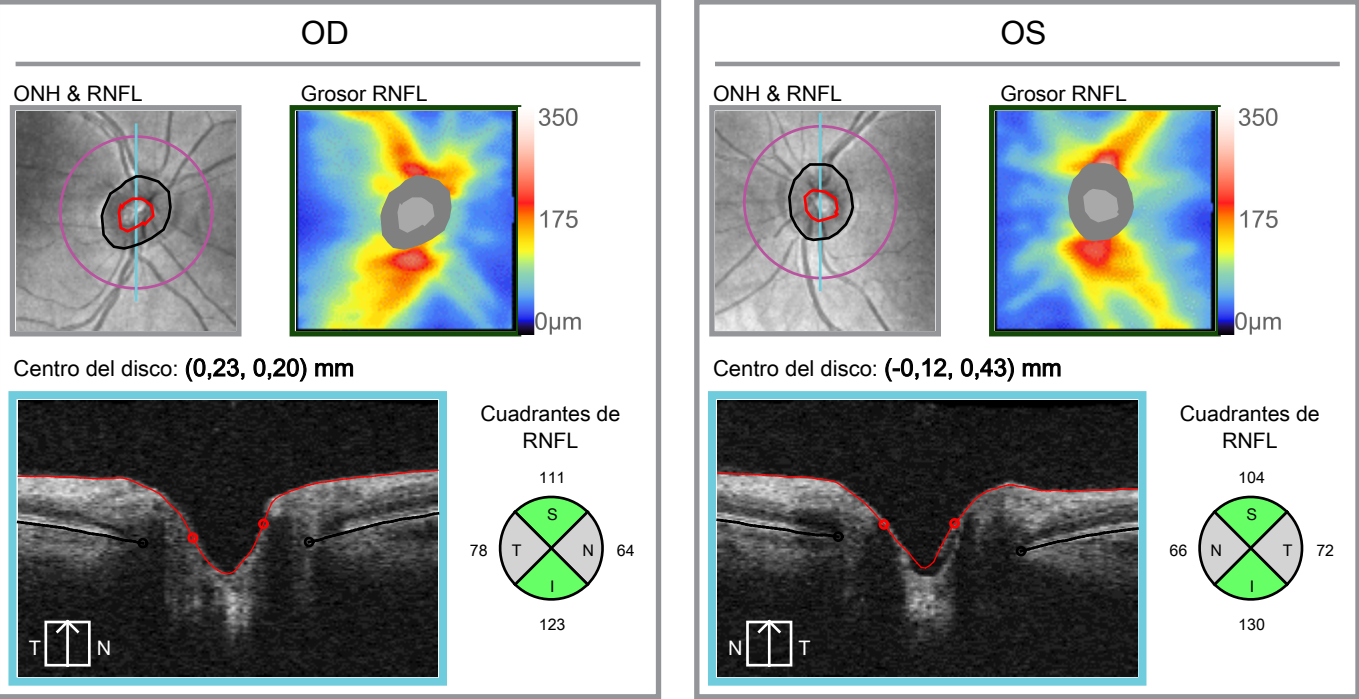 OD
ONH & RNFL
Grosor RNFL
350
175
0µm
Centro del disco: (0,23, 0,20) mm
Cuadrantes de
RNFL
111
S
78 T N 64
I
123
T N
OS
ONH & RNFL
Grosor RNFL
350
175
0µm
Centro del disco: (-0,12, 0,43) mm
Cuadrantes de
RNFL
104
S
66 N T 72
I
130
N T